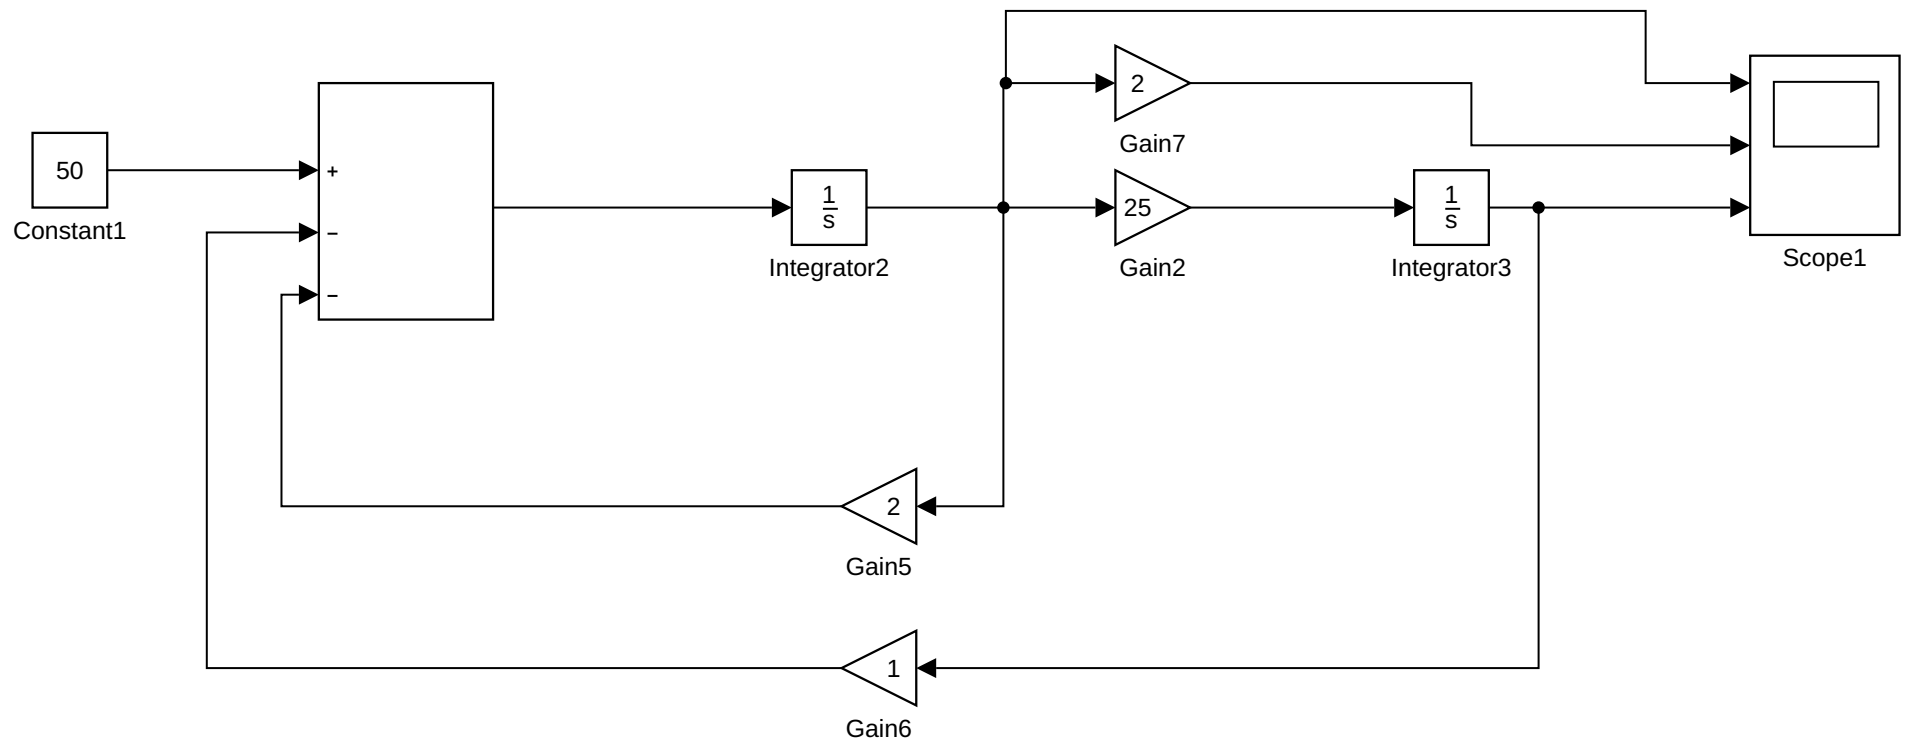 2
Gain7
50
Constant1
+
−
−
1
s
Integrator2
25
Gain2
1
s
Integrator3
Scope1
2
Gain5
1
Gain6